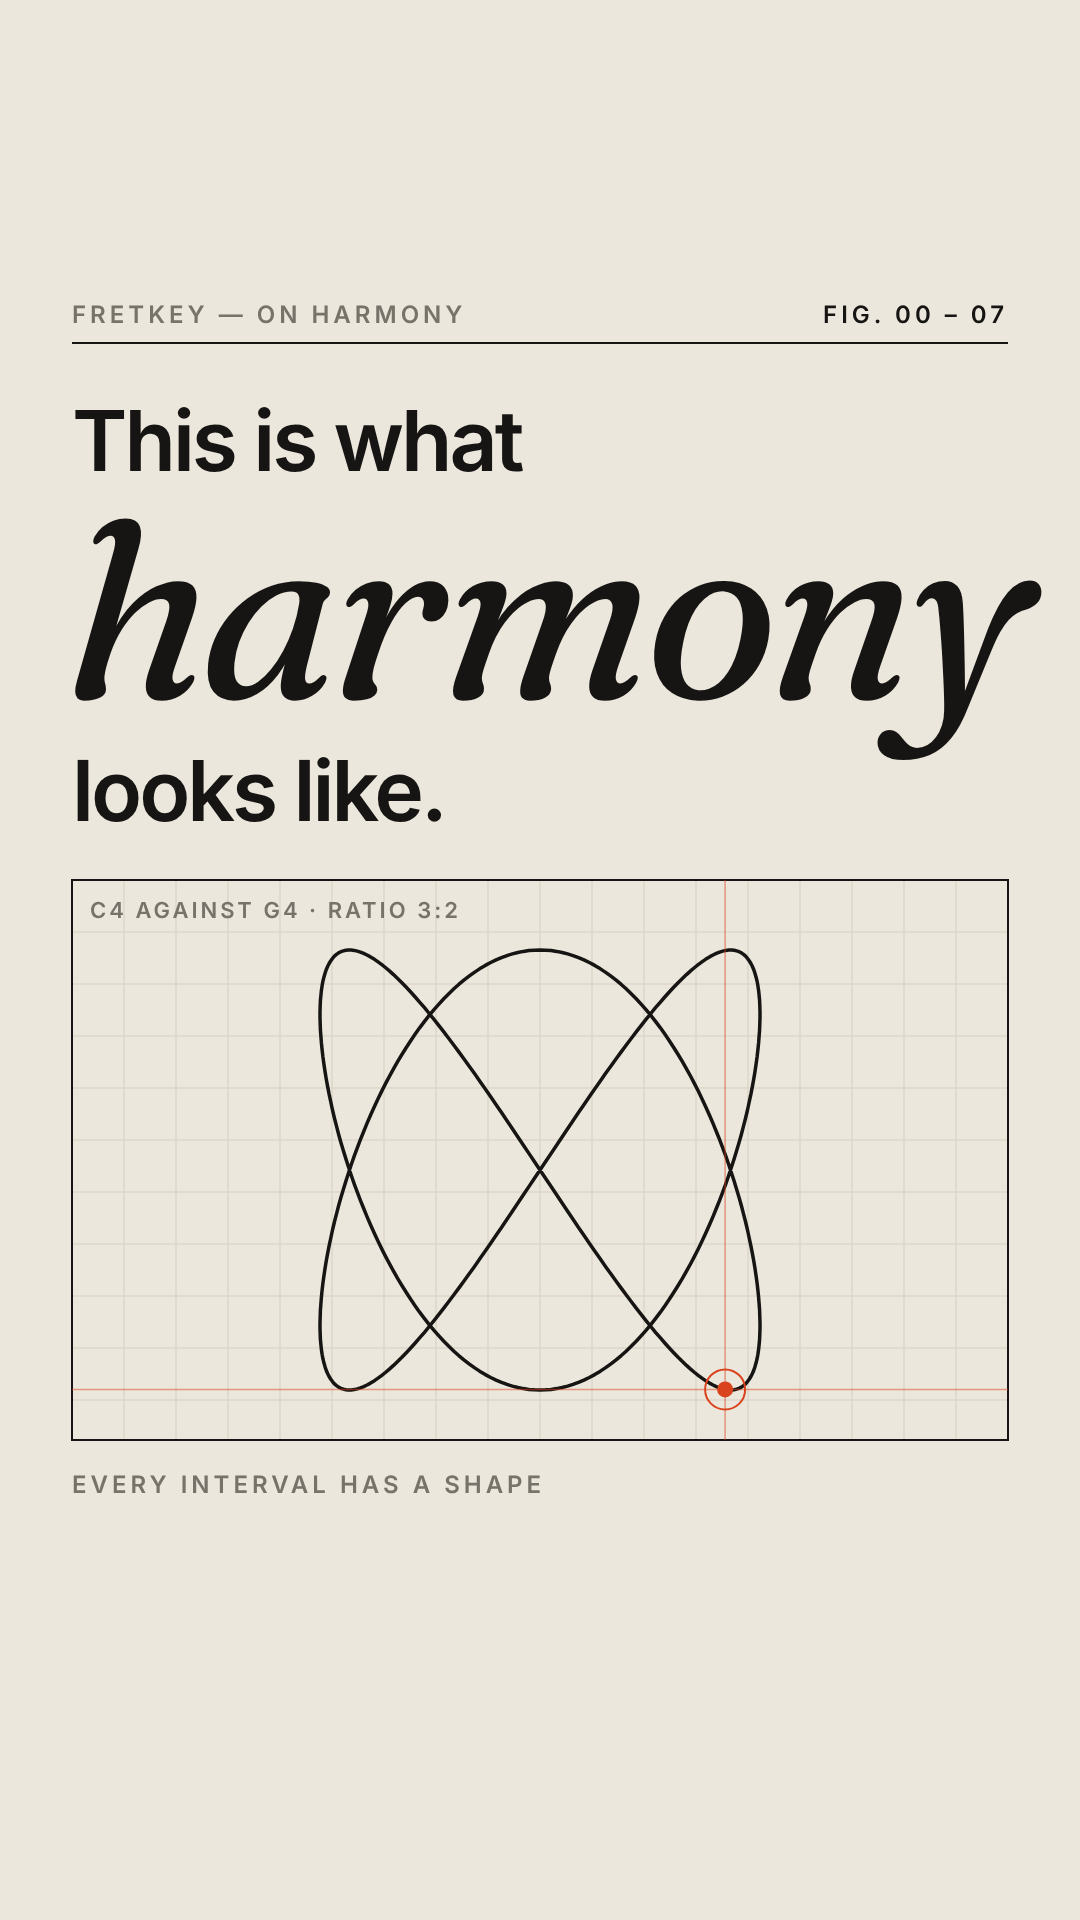 FRETKEY — ON HARMONY
FIG. 00 – 07
This is what
harmony
looks like.
C4 AGAINST G4 · RATIO 3:2
EVERY INTERVAL HAS A SHAPE